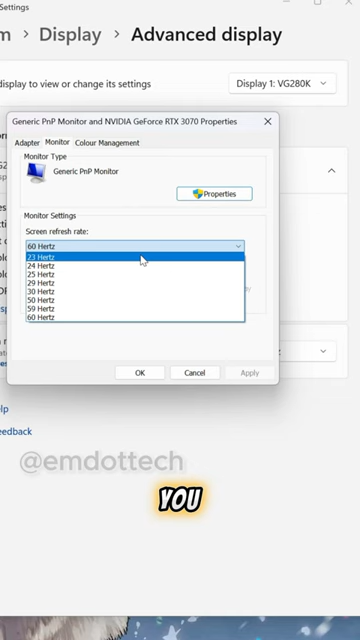 Settings
m > Display > Advanced display
display to view or change its settings
Display 1: VG280K
Generic PnP Monitor and NVIDIA GeForce RTX 3070 Properties
Adapter Monitor Colour Management
Monitor Type
Generic PnP Monitor
Properties
Monitor Settings
Screen refresh rate:
60 Hertz
23 Hertz
24 Hertz
25 Hertz
29 Hertz
30 Hertz
50 Hertz
59 Hertz
60 Hertz
OK Cancel Apply
lp
eedback
@emdottech
YOU